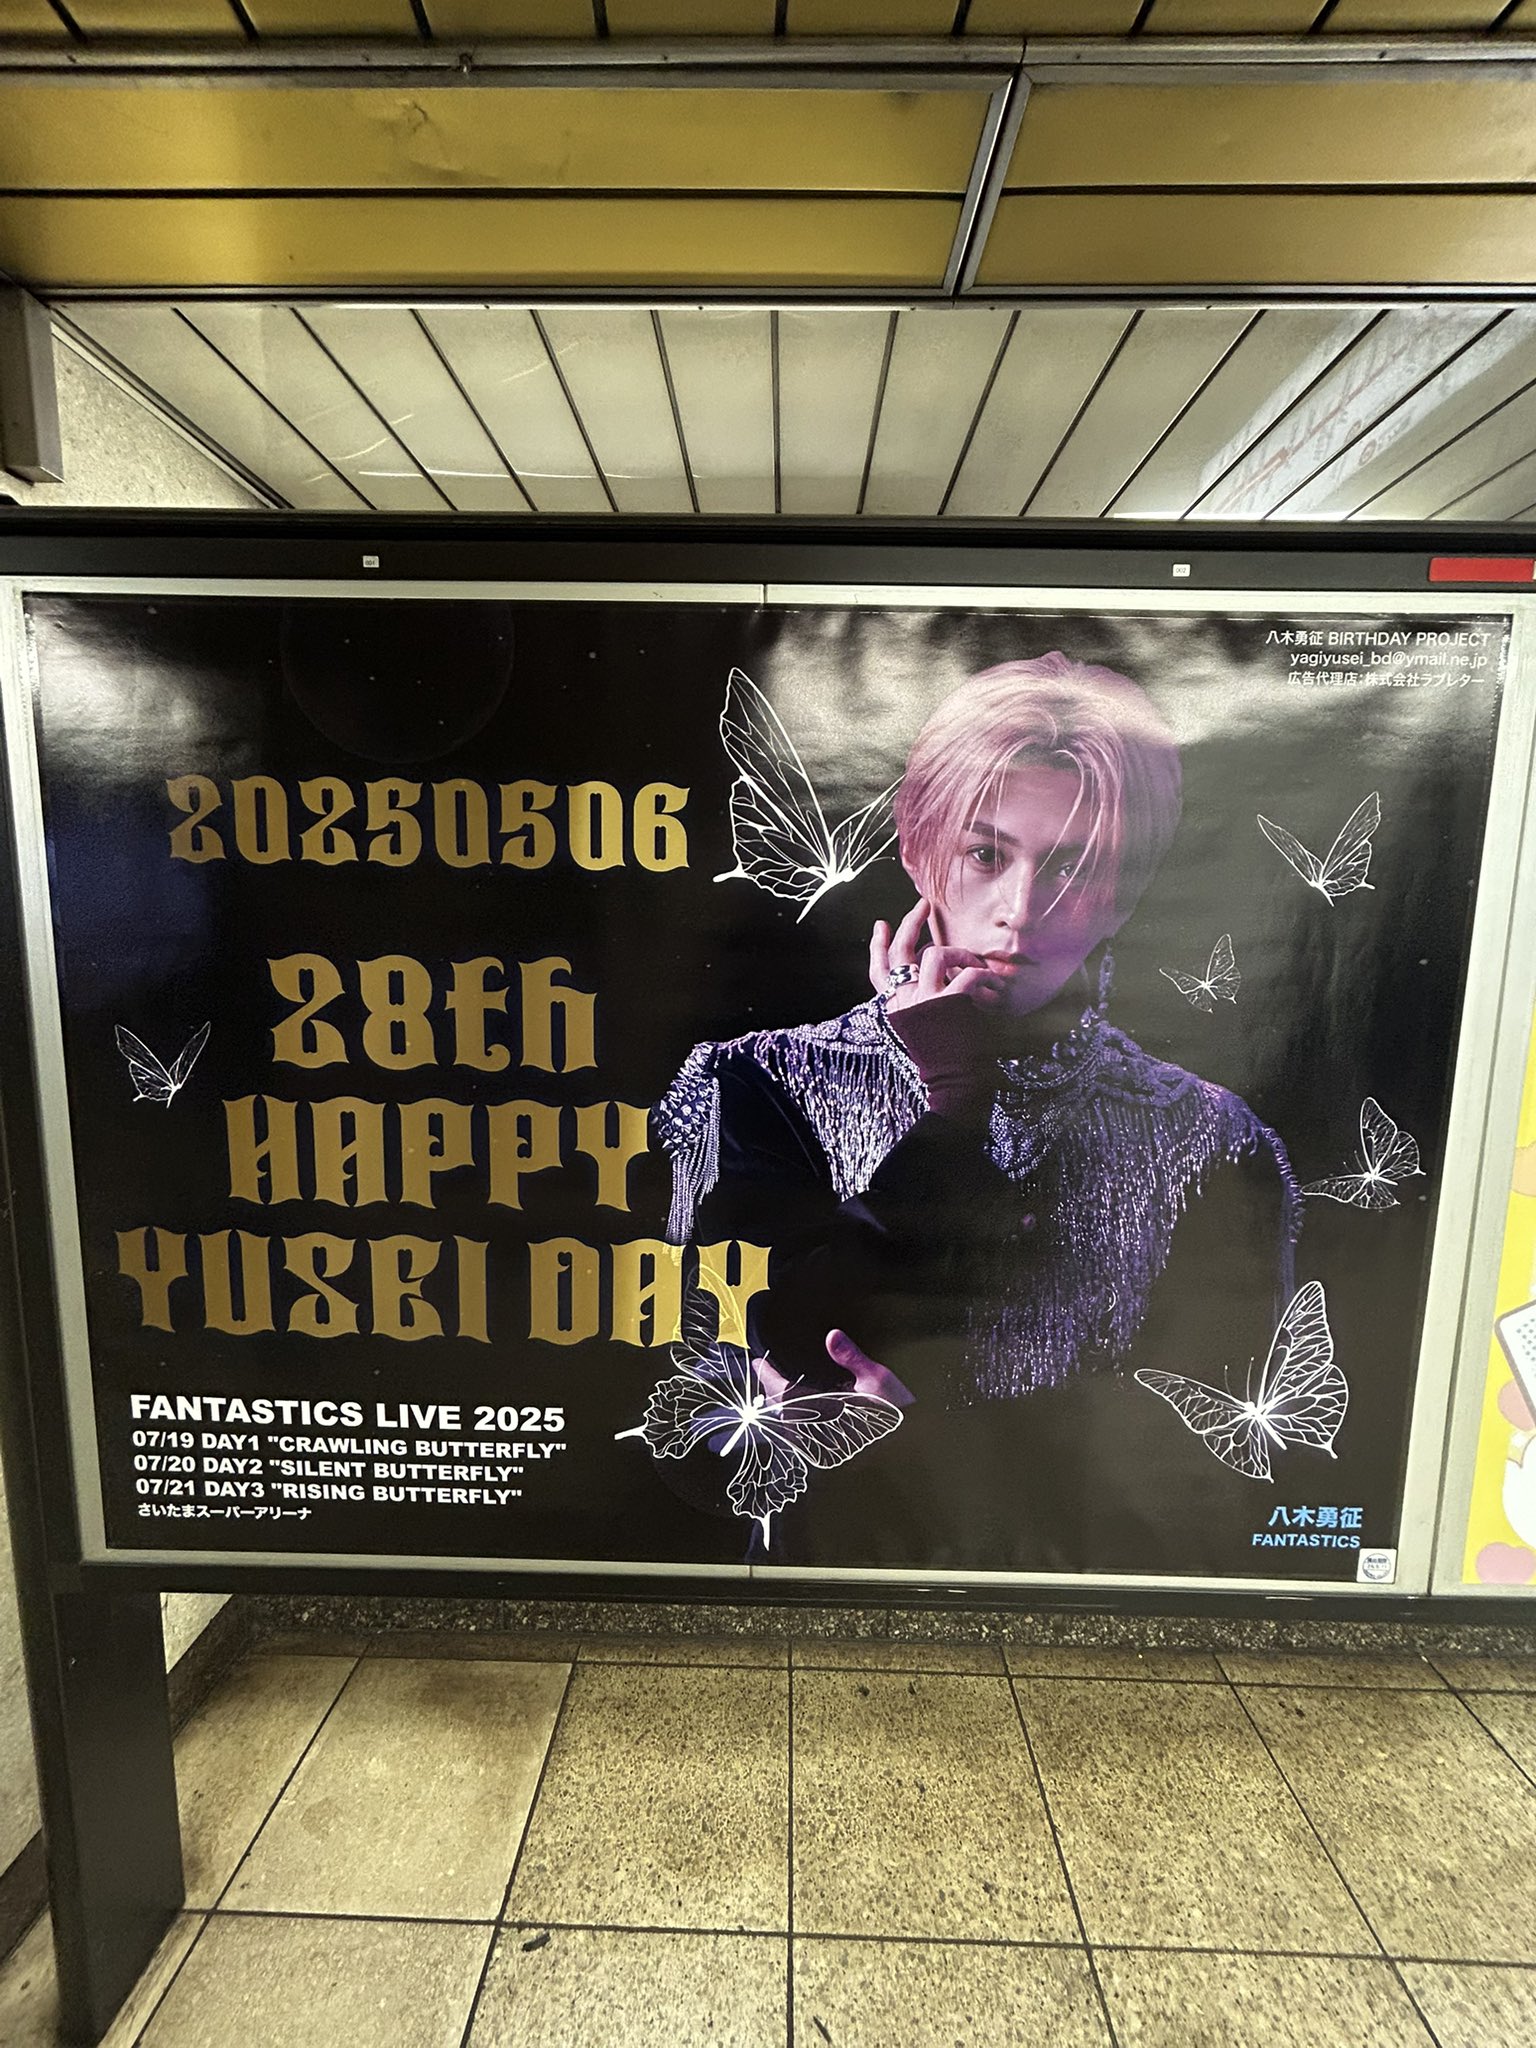 001
002
八木勇征 BIRTHDAY PROJECT
yagiyusei_bd@ymail.ne.jp
広告代理店:株式会社ラブレター
20250506
28th
HAPPY
YUSEI DAY
FANTASTICS LIVE 2025
07/19 DAY1 "CRAWLING BUTTERFLY"
07/20 DAY2 "SILENT BUTTERFLY"
07/21 DAY3 "RISING BUTTERFLY"
さいたまスーパーアリーナ
八木勇征
FANTASTICS